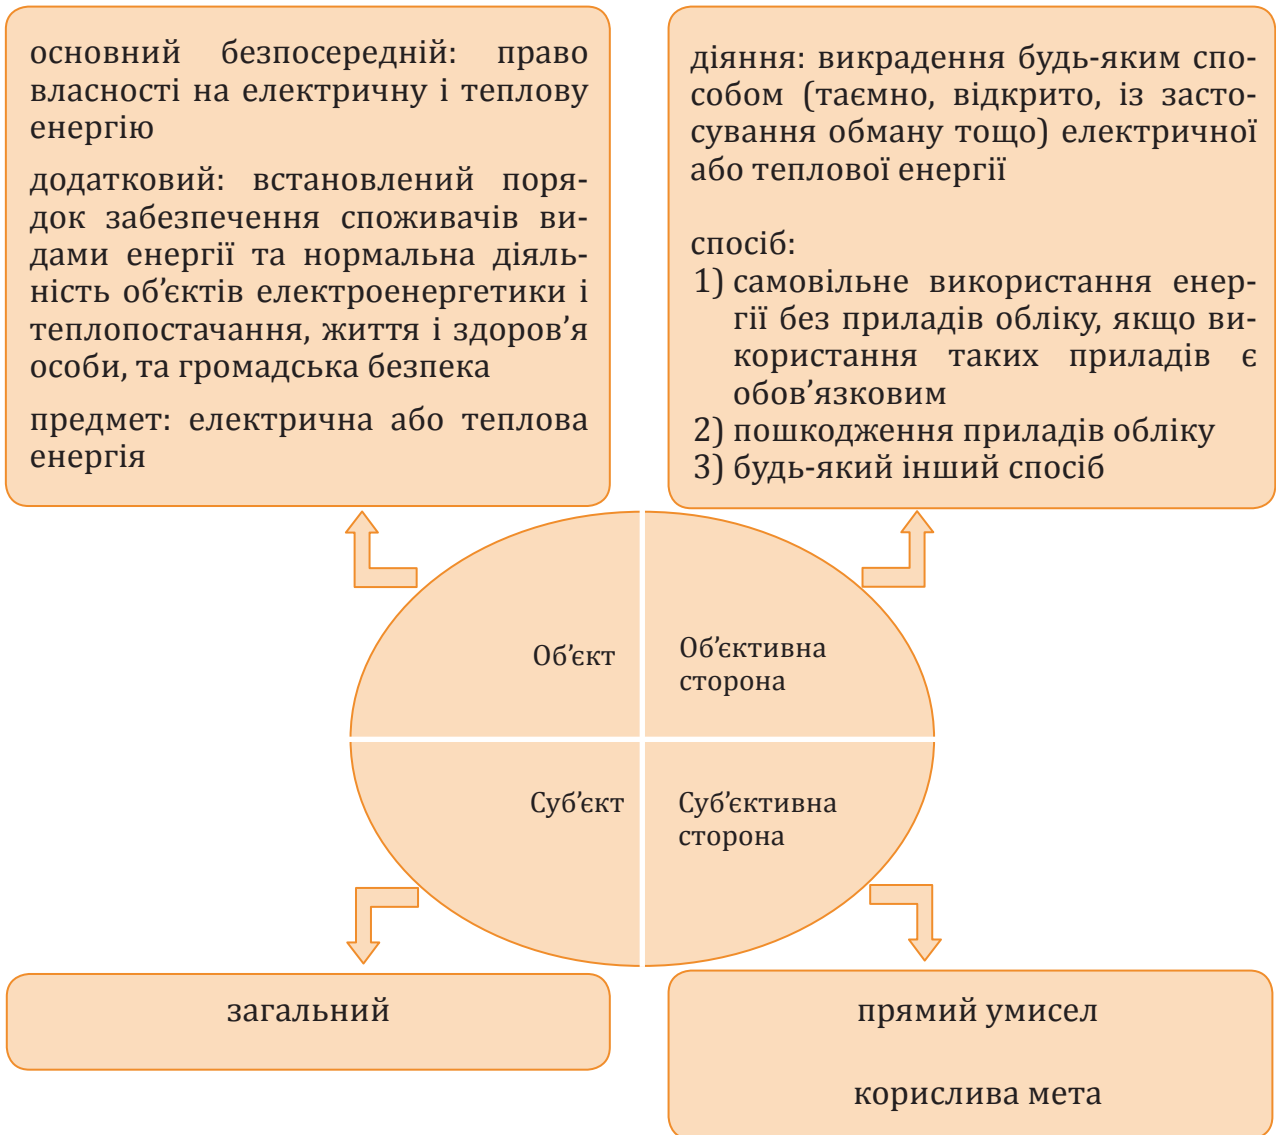 основний безпосередній: право
власності на електричну і теплову
енергію
додатковий: встановлений поря-
док забезпечення споживачів ви-
дами енергії та нормальна діяль-
ність об’єктів електроенергетики і
теплопостачання, життя і здоров’я
особи, та громадська безпека
предмет: електрична або теплова
енергія
діяння: викрадення будь-яким спо-
собом (таємно, відкрито, із засто-
сування обману тощо) електричної
або теплової енергії
спосіб:
1) самовільне використання енер-
гії без приладів обліку, якщо ви-
користання таких приладів є
обов’язковим
2) пошкодження приладів обліку
3) будь-який інший спосіб
Об’єкт
Об’єктивна
сторона
Суб’єкт
Суб’єктивна
сторона
загальний
прямий умисел
корислива мета